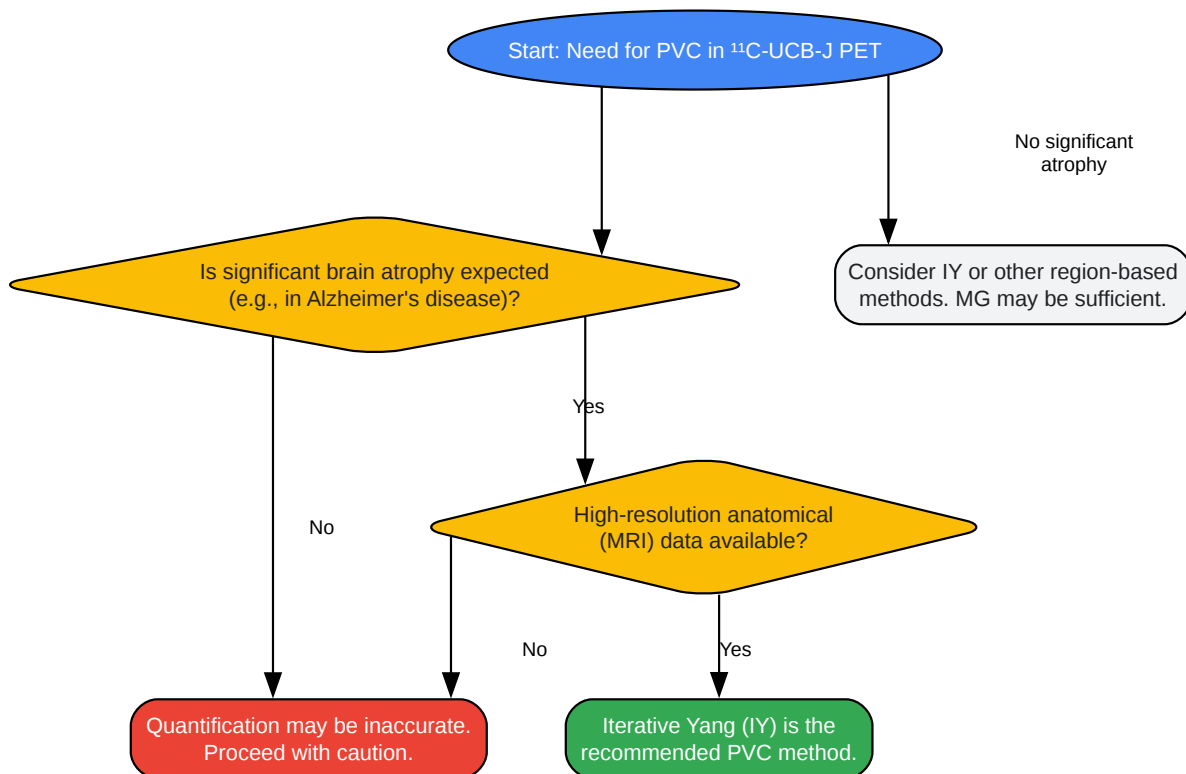 Start: Need for PVC in ¹¹C-UCB-J PET
No significant
atrophy
Is significant brain atrophy expected
(e.g., in Alzheimer's disease)?
Consider IY or other region-based
methods. MG may be sufficient.
Yes
High-resolution anatomical
(MRI) data available?
No
No
Yes
Quantification may be inaccurate.
Proceed with caution.
Iterative Yang (IY) is the
recommended PVC method.